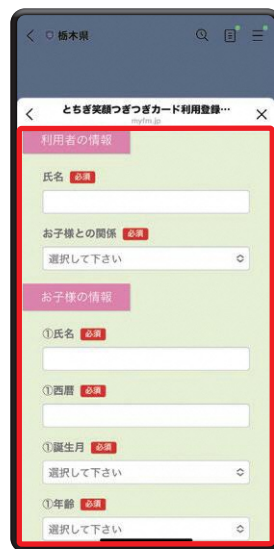 栃木県
とちぎ笑顔つぎつぎカード利用登録…
myfm.jp
利用者の情報
氏名 必須
お子様との関係 必須
選択して下さい
お子様の情報
①氏名 必須
①西暦 必須
①誕生月 必須
選択して下さい
①年齢 必須
選択して下さい